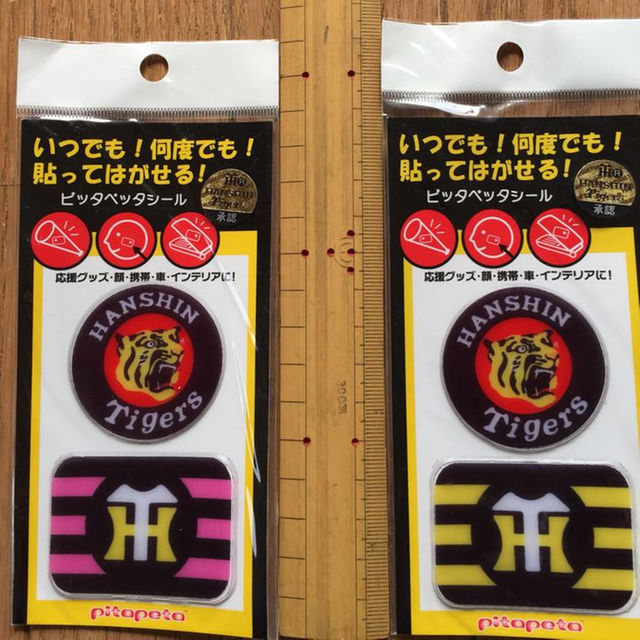 いつでも！何度でも！
貼ってはがせる！
ピッタペッタシール
HANSHIN
Tigers
承認
応援グッズ・顔・携帯・車・インテリアに！
HANSHIN
Tigers
TH
pitapeta
30cm
いつでも！何度でも！
貼ってはがせる！
ピッタペッタシール
HANSHIN
Tigers
承認
応援グッズ・顔・携帯・車・インテリアに！
HANSHIN
Tigers
TH
pitapeta